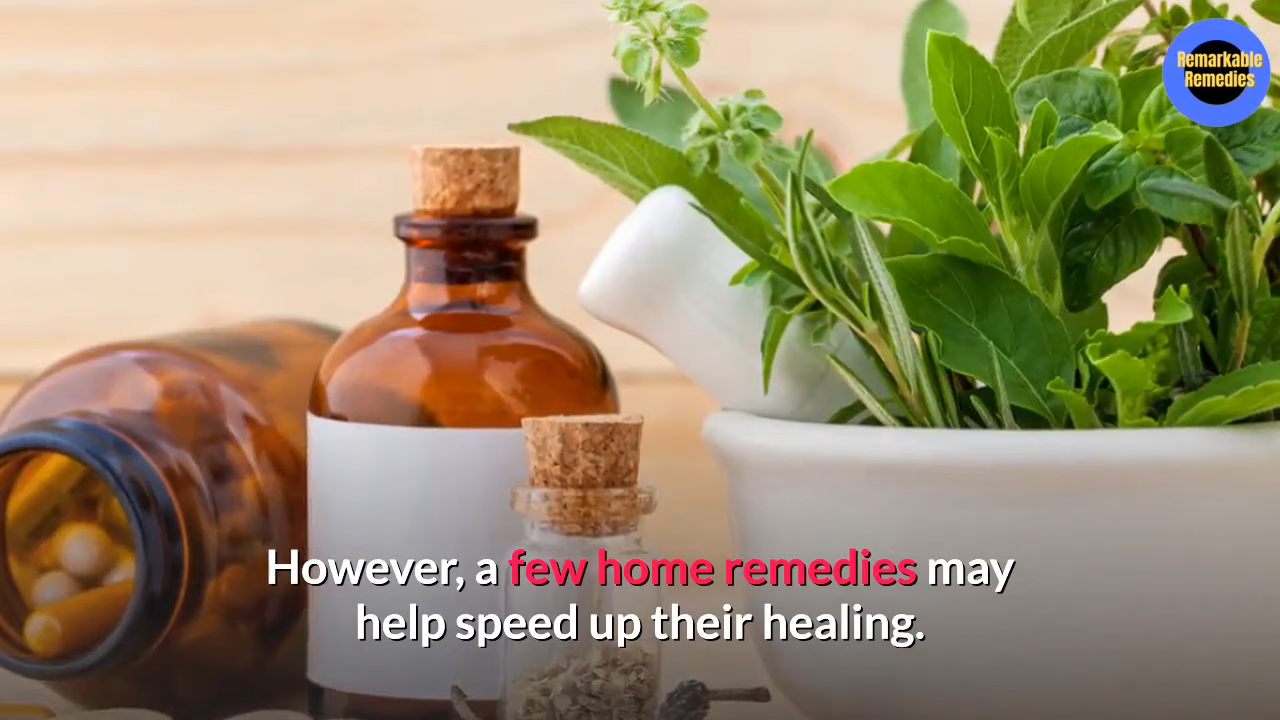 Remarkable
Remedies
However, a few home remedies may
help speed up their healing.